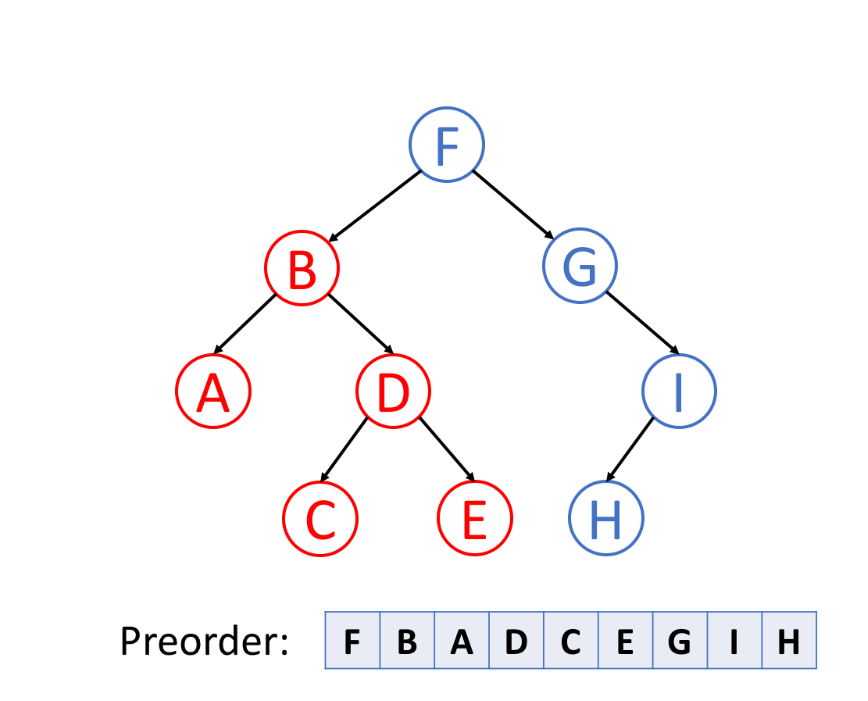 F
B G
A D I
C E H
Preorder: F B A D C E G I H